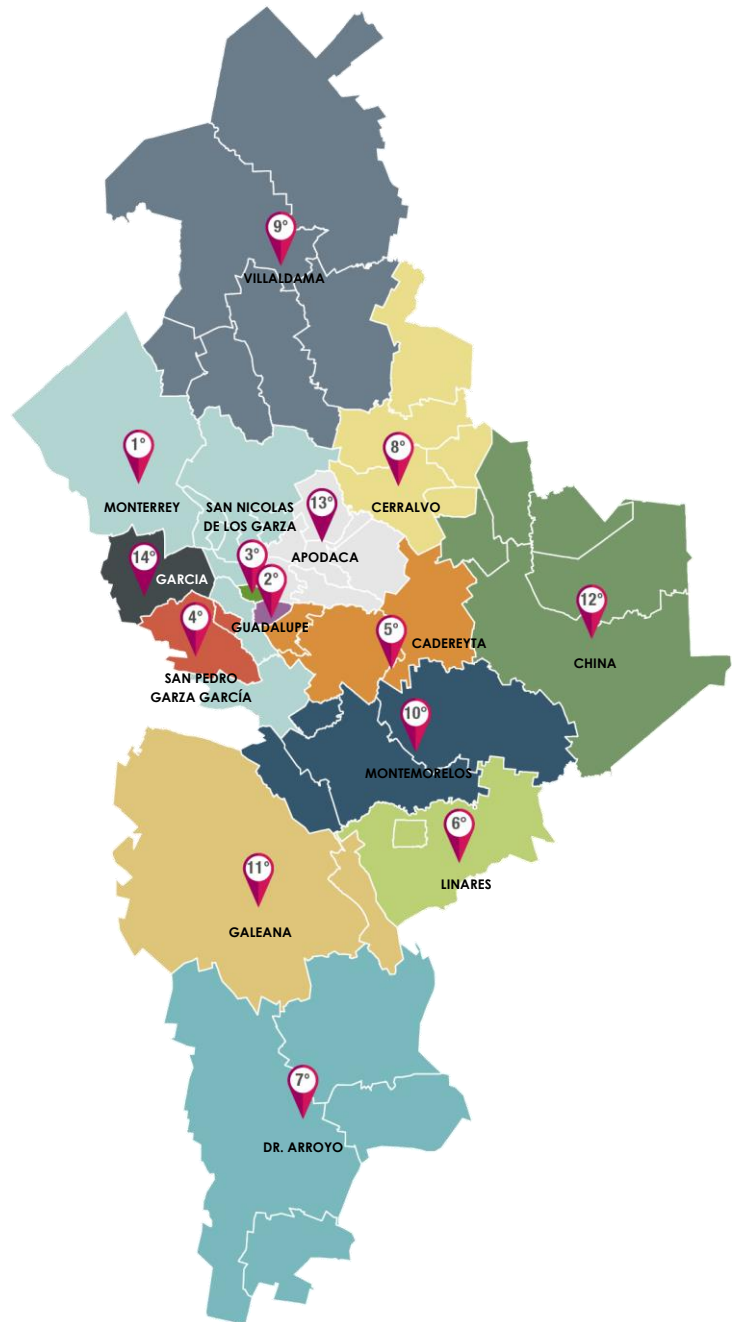 9°
VILLALDAMA
1°
MONTERREY
8°
CERRALVO
SAN NICOLAS
DE LOS GARZA
13°
APODACA
14°
GARCIA
3°
2°
GUADALUPE
12°
CHINA
4°
SAN PEDRO
GARZA GARCÍA
5°
CADEREYTA
10°
MONTEMORELOS
6°
LINARES
11°
GALEANA
7°
DR. ARROYO